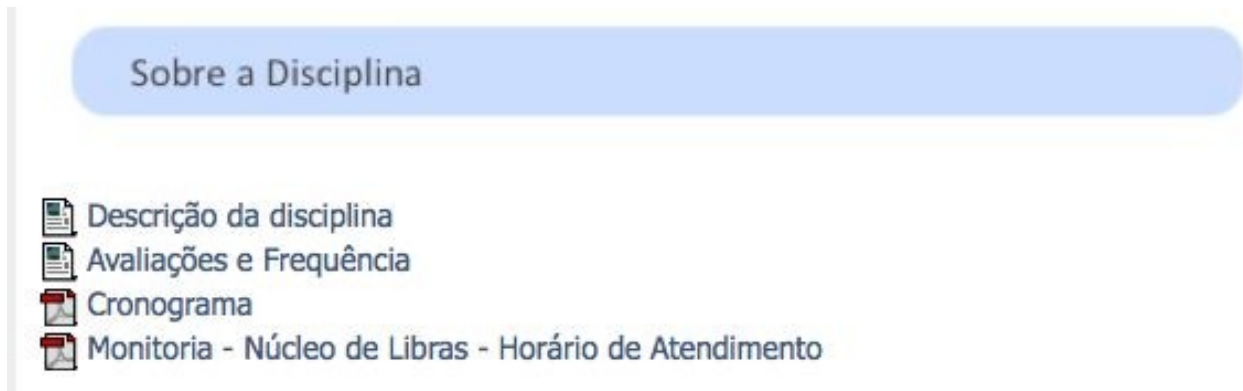 Sobre a Disciplina
Descrição da disciplina
Avaliações e Frequência
Cronograma
Monitoria - Núcleo de Libras - Horário de Atendimento